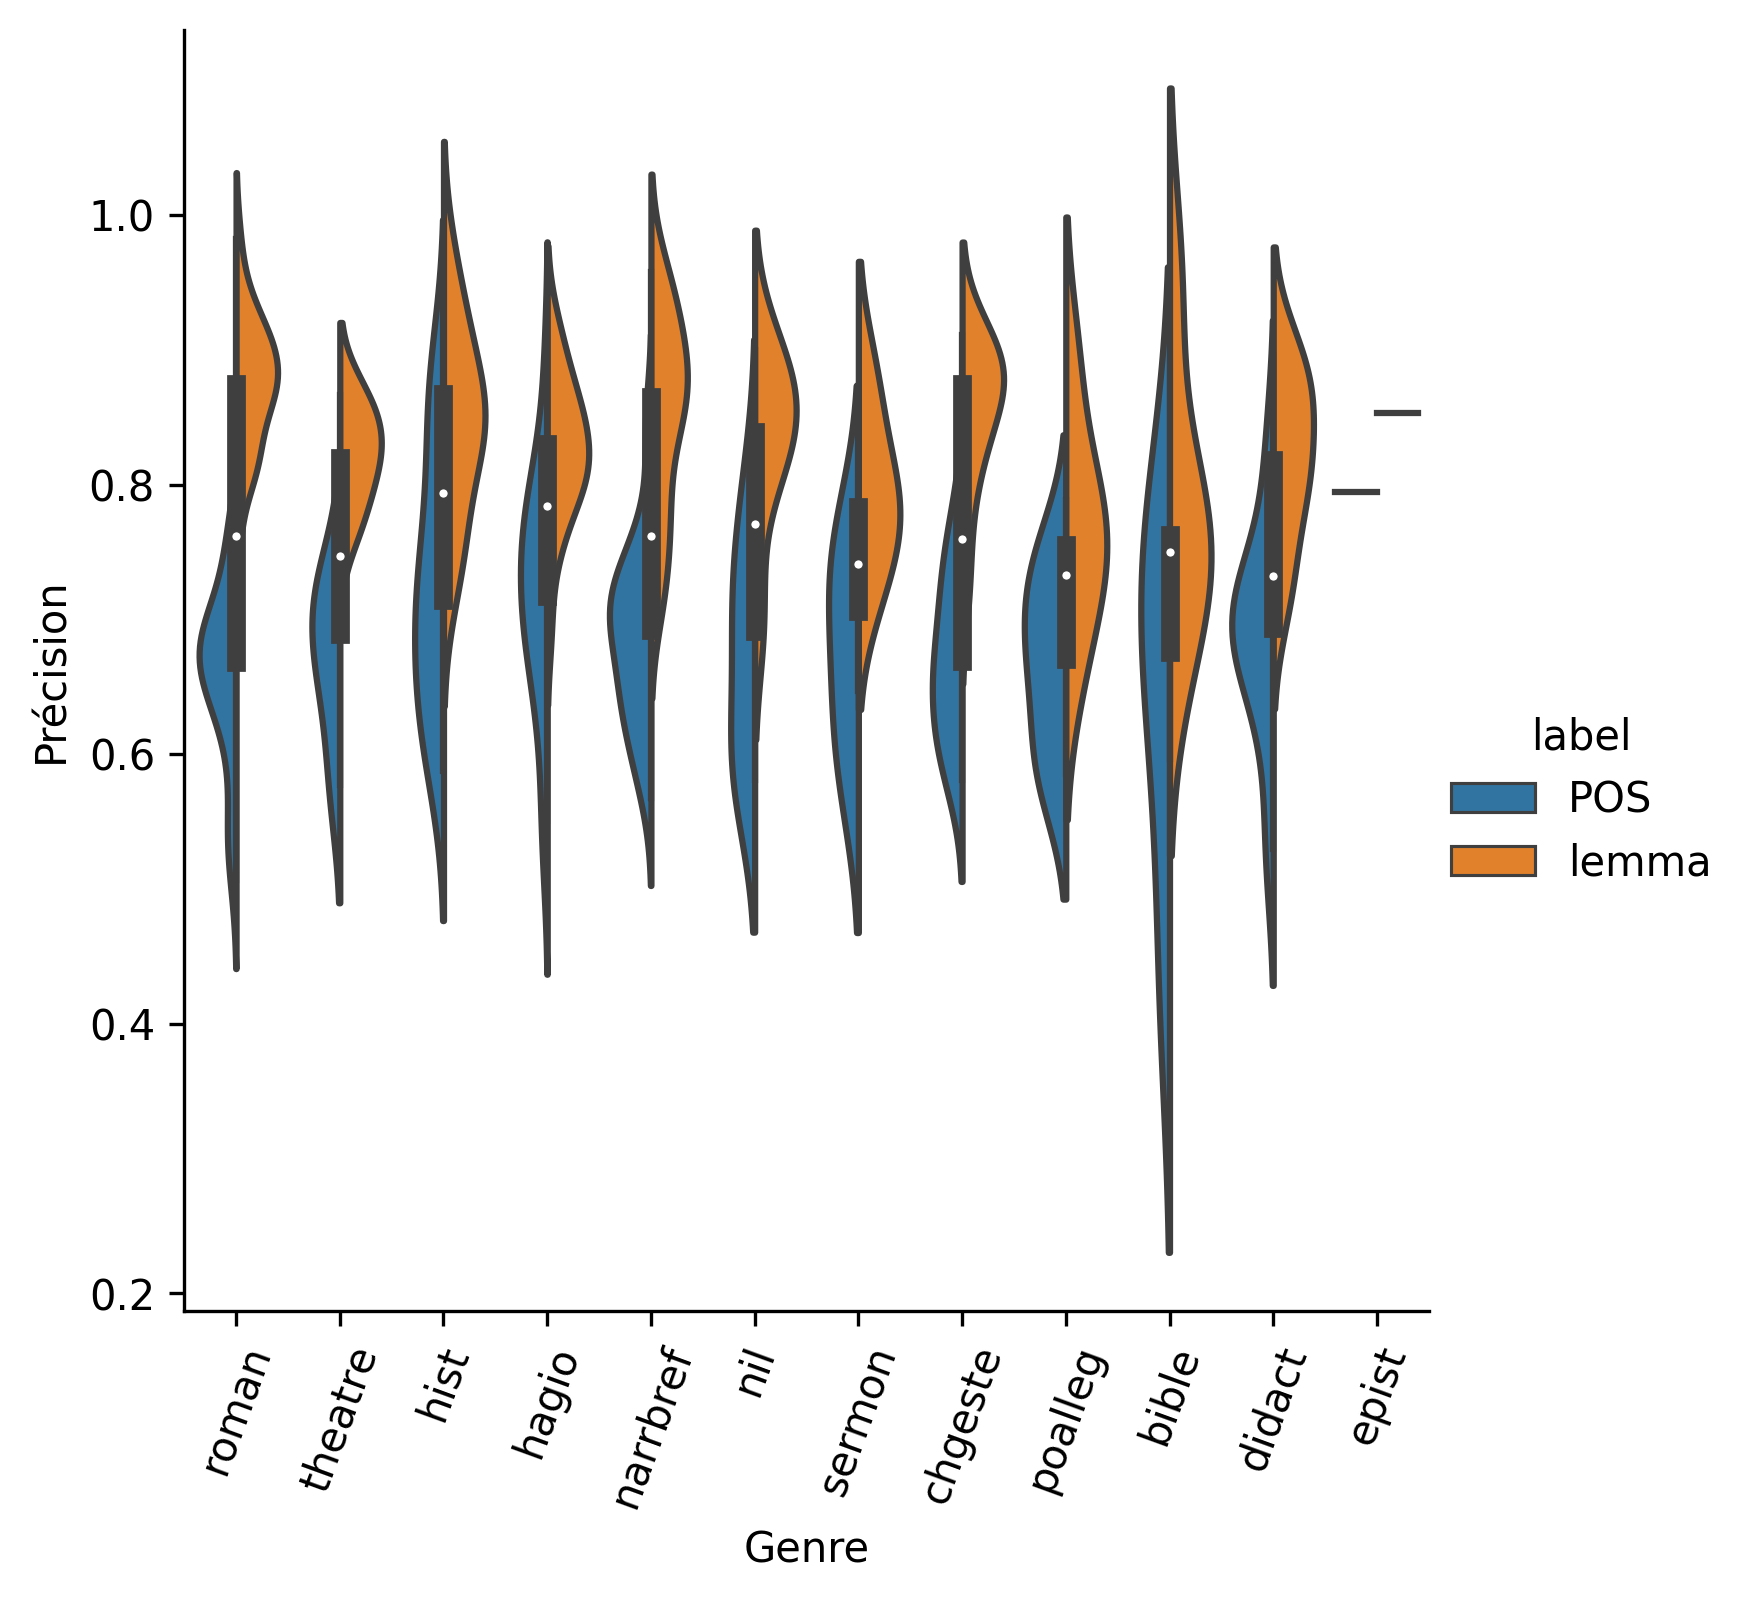 Précision
1.0
0.8
0.6
0.4
0.2
roman
theatre
hist
hagio
narrbref
nil
sermon
chgeste
poalleg
bible
didact
epist
Genre
label
POS
lemma